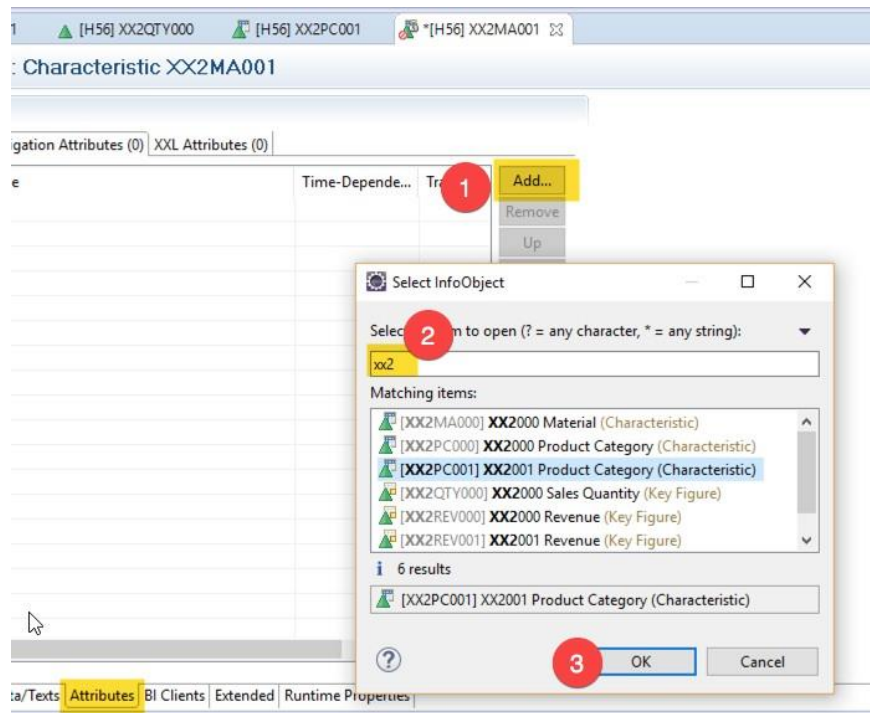 1
[H56] XX2QTY000
[H56] XX2PC001
*[H56] XX2MA001
: Characteristic XX2MA001
igation Attributes (0) XXL Attributes (0)
e Time-Depende... Tr 1 Add...
Remove
Up
Select InfoObject
Selec 2 m to open (? = any character, * = any string):
xx2
Matching items:
[XX2MA000] XX2000 Material (Characteristic)
[XX2PC000] XX2000 Product Category (Characteristic)
[XX2PC001] XX2001 Product Category (Characteristic)
[XX2QTY000] XX2000 Sales Quantity (Key Figure)
[XX2REV000] XX2000 Revenue (Key Figure)
[XX2REV001] XX2001 Revenue (Key Figure)
i 6 results
[XX2PC001] XX2001 Product Category (Characteristic)
? 3 OK Cancel
ta/Texts Attributes BI Clients Extended Runtime Properties